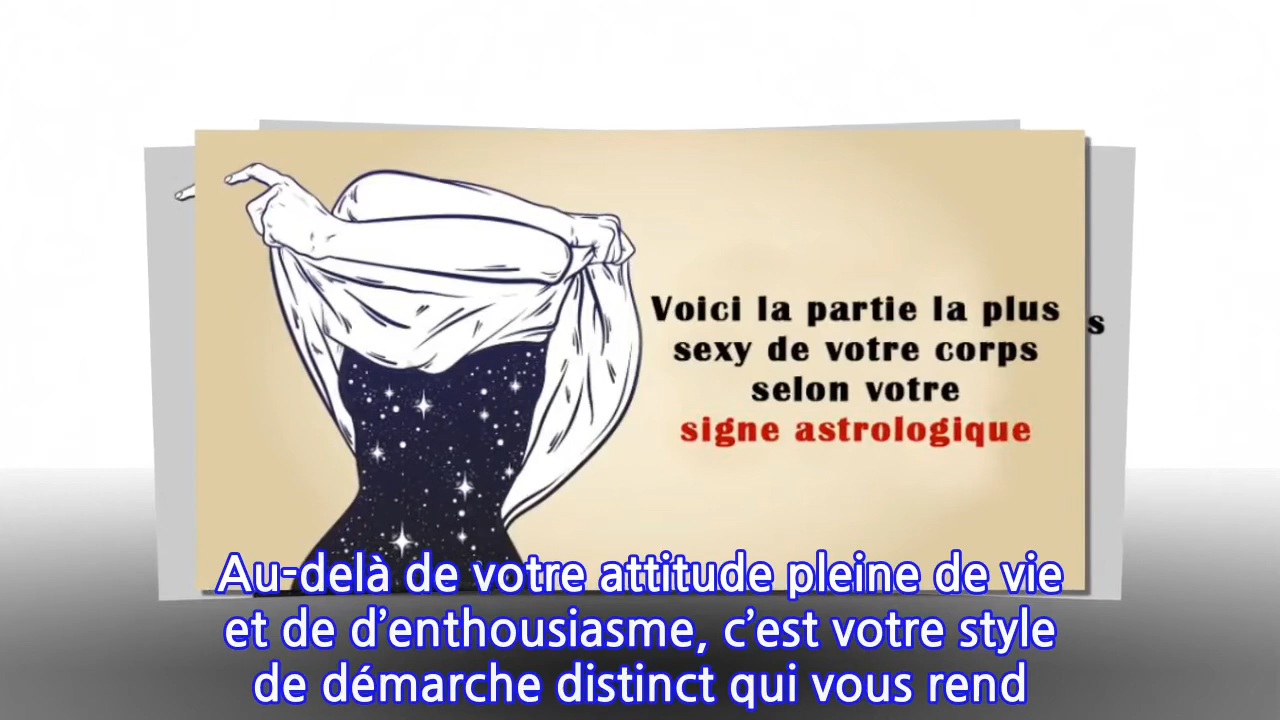 Voici la partie la plus
sexy de votre corps
selon votre
signe astrologique
s
Au-delà de votre attitude pleine de vie
et de d’enthousiasme, c’est votre style
de démarche distinct qui vous rend